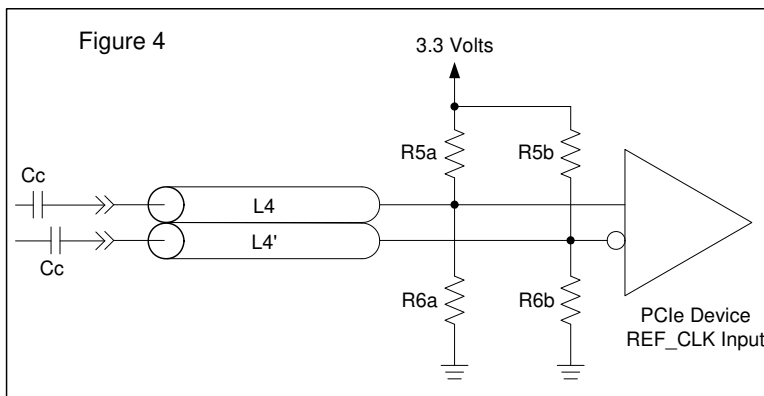 Figure 4
3.3 Volts
R5a
R5b
Cc
L4
L4'
Cc
R6a
R6b
PCIe Device
REF_CLK Input